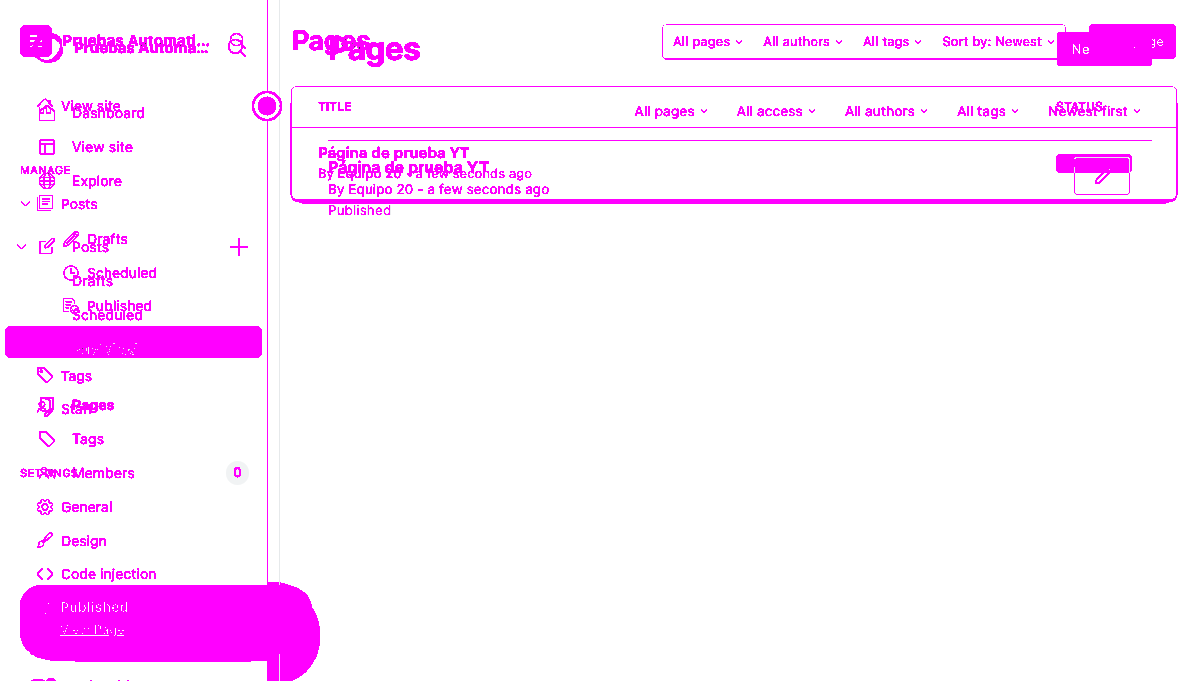 Pruebas Automati...
Pruebas Automa...
View site
Dashboard
View site
MANAGE
Explore
Posts
Drafts
Posts
Scheduled
Drafts
Published
Scheduled
Tags
Staff
Pages
Tags
SETTINGS
Members
0
General
Design
Code injection
Published
View Page
Pages
Pages
All pages
All authors
All tags
Sort by: Newest
TITLE
STATUS
All pages
All access
All authors
All tags
Newest first
Página de prueba YT
By Equipo 20 - a few seconds ago
Página de prueba YT
By Equipo 20 - a few seconds ago
Published